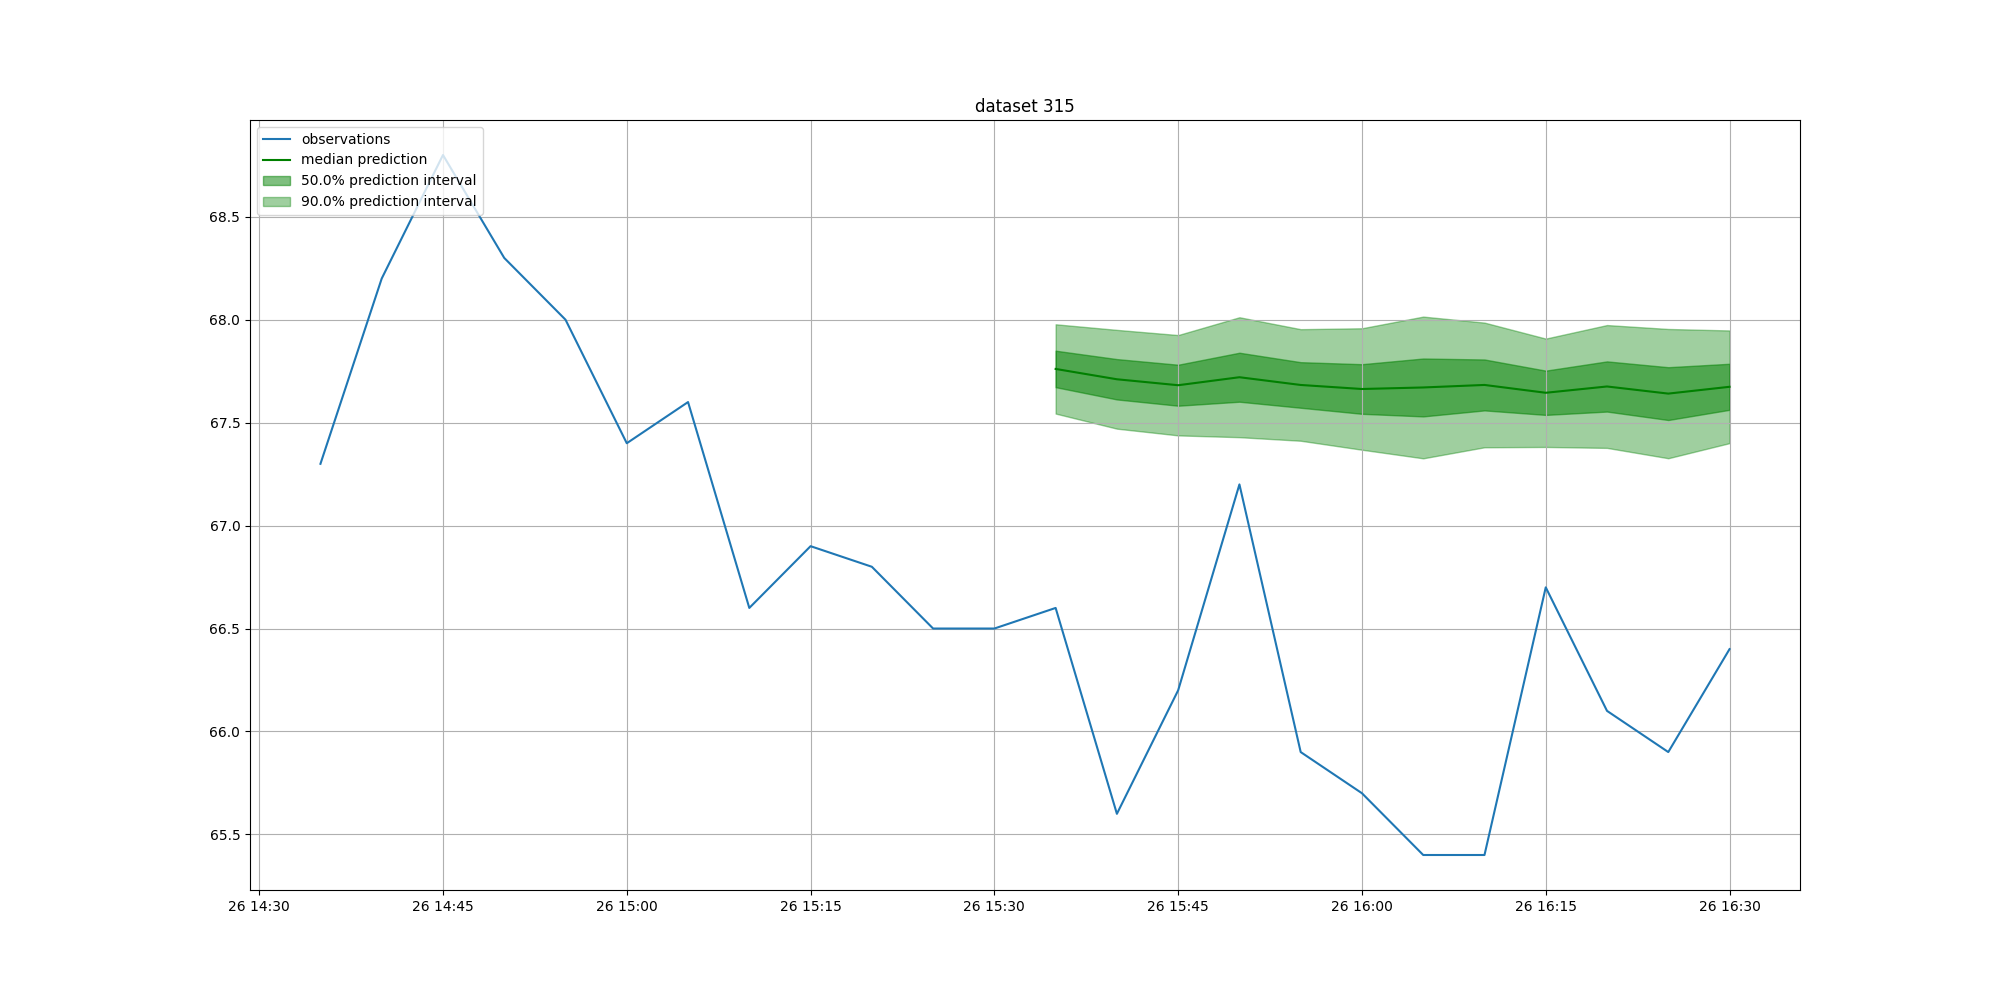 dataset 315
observations
median prediction
50.0% prediction interval
90.0% prediction interval
68.5
68.0
67.5
67.0
66.5
66.0
65.5
26 14:30 26 14:45 26 15:00 26 15:15 26 15:30 26 15:45 26 16:00 26 16:15 26 16:30